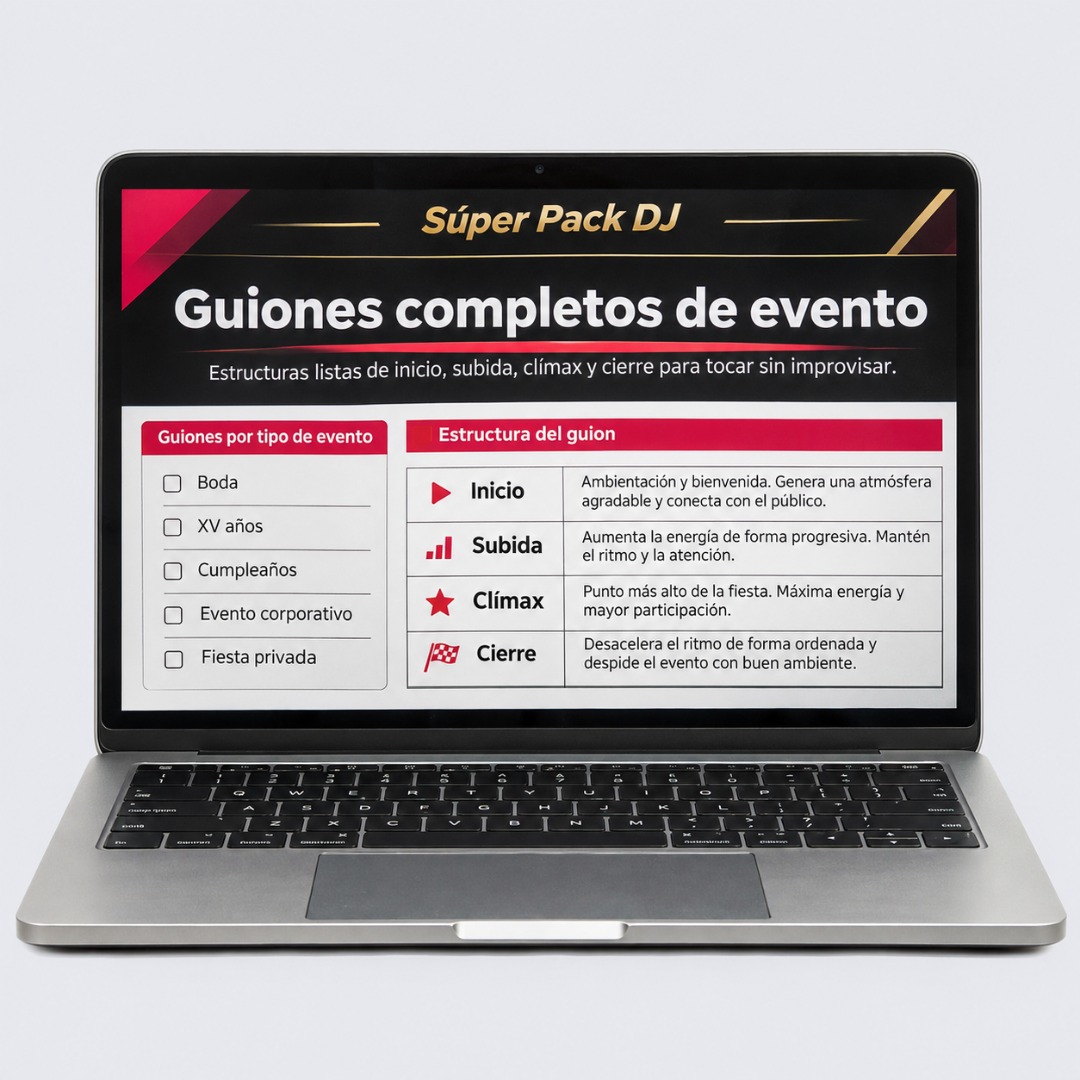 Súper Pack DJ
Guiones completos de evento
Estructuras listas de inicio, subida, clímax y cierre para tocar sin improvisar.
Guiones por tipo de evento
Boda
XV años
Cumpleaños
Evento corporativo
Fiesta privada
Estructura del guion
Inicio
Ambientación y bienvenida. Genera una atmósfera
agradable y conecta con el público.
Subida
Aumenta la energía de forma progresiva. Mantén
el ritmo y la atención.
Clímax
Punto más alto de la fiesta. Máxima energía y
mayor participación.
Cierre
Desacelera el ritmo de forma ordenada y
despide el evento con buen ambiente.
Q W E R T Y U I O P
A S D F G H J K L
Z X C V B N M